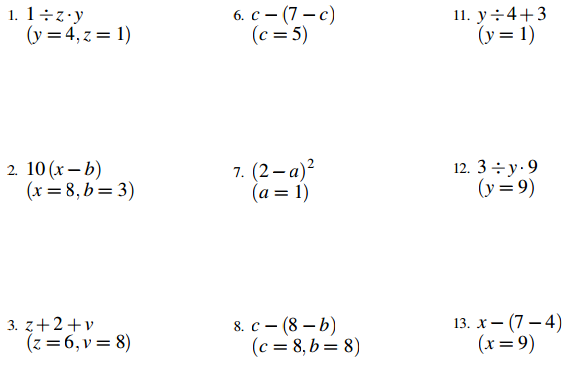 1. 1÷z·y
(y=4,z=1)
2. 10(x−b)
(x=8,b=3)
3. z+2+v
(z=6,v=8)
6. c−(7−c)
(c=5)
7. (2−a)²
(a=1)
8. c−(8−b)
(c=8,b=8)
11. y÷4+3
(y=1)
12. 3÷y·9
(y=9)
13. x−(7−4)
(x=9)